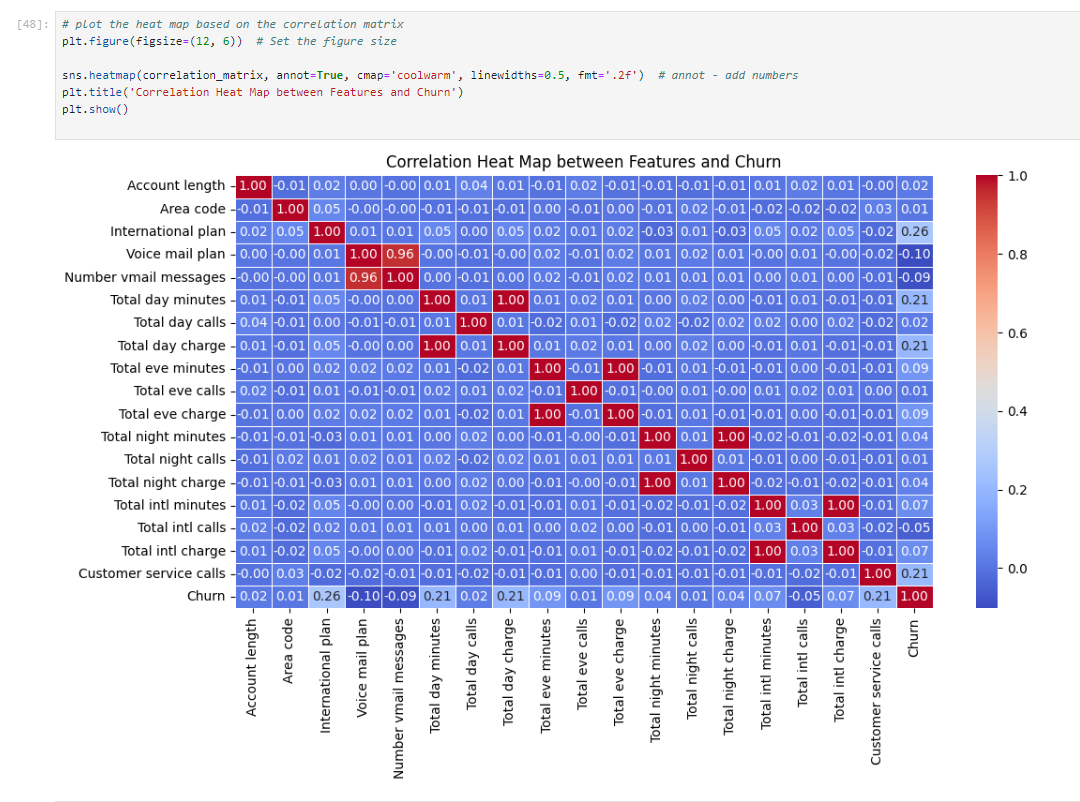 [48]: # plot the heat map based on the correlation matrix
plt.figure(figsize=(12, 6))  # Set the figure size
sns.heatmap(correlation_matrix, annot=True, cmap='coolwarm', linewidths=0.5, fmt='.2f')  # annot - add numbers
plt.title('Correlation Heat Map between Features and Churn')
plt.show()
Correlation Heat Map between Features and Churn
Account length 1.00 -0.01 0.02 0.00 -0.00 0.01 0.04 0.01 -0.01 0.02 -0.01 -0.01 -0.01 -0.01 0.01 0.02 0.01 -0.00 0.02
Area code -0.01 1.00 0.05 -0.00 -0.00 -0.01 -0.01 -0.01 0.00 -0.01 0.00 -0.01 0.02 -0.01 -0.02 -0.02 -0.02 0.03 0.01
International plan 0.02 0.05 1.00 0.01 0.01 0.05 0.00 0.05 0.02 0.01 0.02 -0.03 0.01 -0.03 0.05 0.02 0.05 -0.02 0.26
Voice mail plan 0.00 -0.00 0.01 1.00 0.96 -0.00 -0.01 -0.00 0.02 -0.01 0.02 0.01 0.02 0.01 -0.00 0.01 -0.00 -0.02 -0.10
Number vmail messages -0.00 -0.00 0.01 0.96 1.00 0.00 -0.01 0.00 0.02 -0.01 0.02 0.01 0.01 0.01 0.00 0.01 0.00 -0.01 -0.09
Total day minutes 0.01 -0.01 0.05 -0.00 0.00 1.00 0.01 1.00 0.01 0.02 0.01 0.00 0.02 0.00 -0.01 0.01 -0.01 -0.01 0.21
Total day calls 0.04 -0.01 0.00 -0.01 -0.01 0.01 1.00 0.01 -0.02 0.01 -0.02 0.02 -0.02 0.02 0.02 0.00 0.02 -0.02 0.02
Total day charge 0.01 -0.01 0.05 -0.00 0.00 1.00 0.01 1.00 0.01 0.02 0.01 0.00 0.02 0.00 -0.01 0.01 -0.01 -0.01 0.21
Total eve minutes -0.01 0.00 0.02 0.02 0.02 0.01 -0.02 0.01 1.00 -0.01 1.00 -0.01 0.01 -0.01 -0.01 0.00 -0.01 -0.01 0.09
Total eve calls 0.02 -0.01 0.01 -0.01 -0.01 0.02 0.01 0.02 -0.01 1.00 -0.01 -0.00 0.01 -0.00 0.01 0.02 0.01 0.00 0.01
Total eve charge -0.01 0.00 0.02 0.02 0.02 0.01 -0.02 0.01 1.00 -0.01 1.00 -0.01 0.01 -0.01 -0.01 0.00 -0.01 -0.01 0.09
Total night minutes -0.01 -0.01 -0.03 0.01 0.01 0.00 0.02 0.00 -0.01 -0.00 -0.01 1.00 0.01 1.00 -0.02 -0.01 -0.02 -0.01 0.04
Total night calls -0.01 0.02 0.01 0.02 0.01 0.02 -0.02 0.02 0.01 0.01 0.01 0.01 1.00 0.01 -0.01 0.00 -0.01 -0.01 0.01
Total night charge -0.01 -0.01 -0.03 0.01 0.01 0.00 0.02 0.00 -0.01 -0.00 -0.01 1.00 0.01 1.00 -0.02 -0.01 -0.02 -0.01 0.04
Total intl minutes 0.01 -0.02 0.05 -0.00 0.00 -0.01 0.02 -0.01 -0.01 0.01 -0.01 -0.02 -0.01 -0.02 1.00 0.03 1.00 -0.01 0.07
Total intl calls 0.02 -0.02 0.02 0.01 0.01 0.01 0.00 0.01 0.00 0.02 0.00 -0.01 0.00 -0.01 0.03 1.00 0.03 -0.02 -0.05
Total intl charge 0.01 -0.02 0.05 -0.00 0.00 -0.01 0.02 -0.01 -0.01 0.01 -0.01 -0.02 -0.01 -0.02 1.00 0.03 1.00 -0.01 0.07
Customer service calls -0.00 0.03 -0.02 -0.02 -0.01 -0.01 -0.02 -0.01 -0.01 0.00 -0.01 -0.01 -0.01 -0.01 -0.01 -0.02 -0.01 1.00 0.21
Churn 0.02 0.01 0.26 -0.10 -0.09 0.21 0.02 0.21 0.09 0.01 0.09 0.04 0.01 0.04 0.07 -0.05 0.07 0.21 1.00
Account length
Area code
International plan
Voice mail plan
Number vmail messages
Total day minutes
Total day calls
Total day charge
Total eve minutes
Total eve calls
Total eve charge
Total night minutes
Total night calls
Total night charge
Total intl minutes
Total intl calls
Total intl charge
Customer service calls
Churn
1.0
0.8
0.6
0.4
0.2
0.0